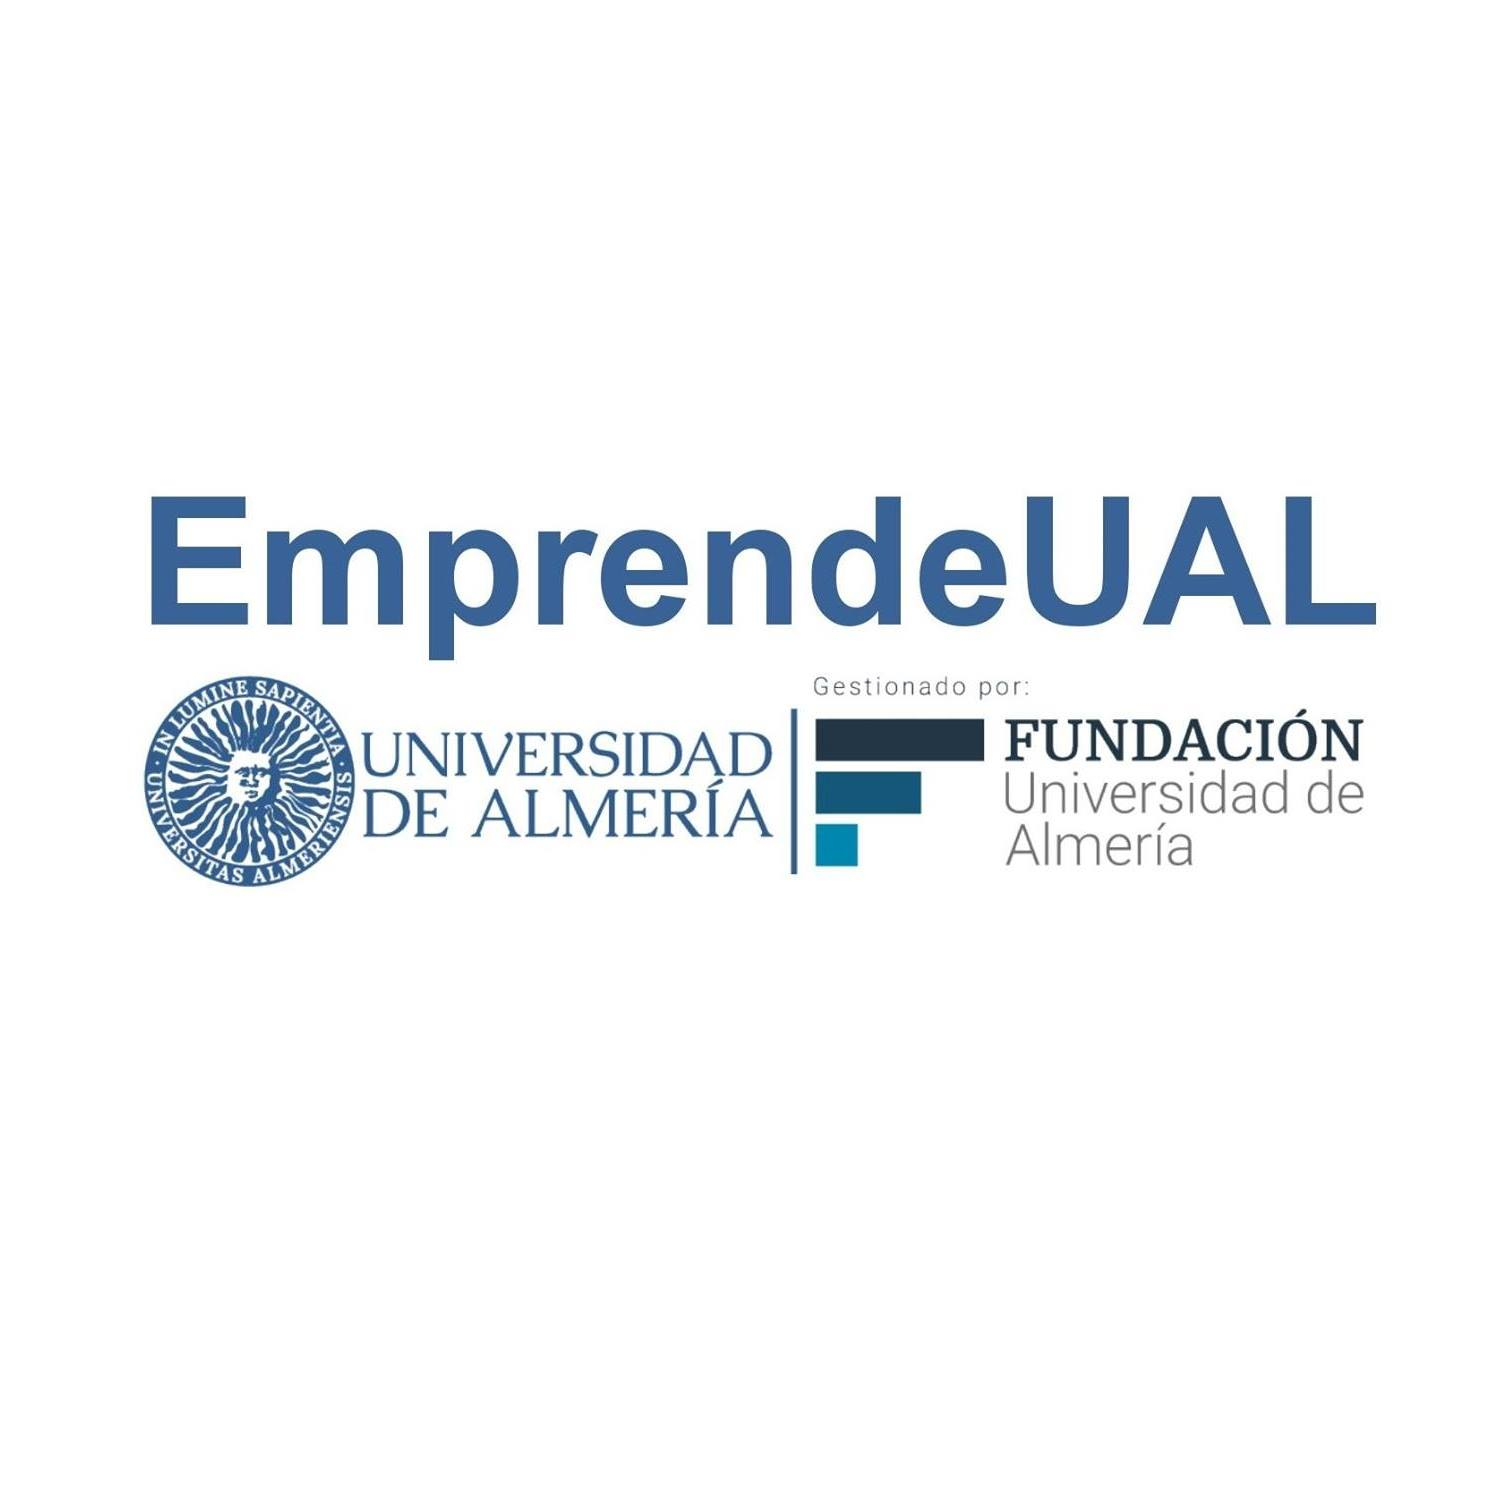 EmprendeUAL
IN LUMINE SAPIENTIA · UNIVERSITAS ALMERIENSIS ·
UNIVERSIDAD
DE ALMERÍA
Gestionado por:
FUNDACIÓN
Universidad de
Almería